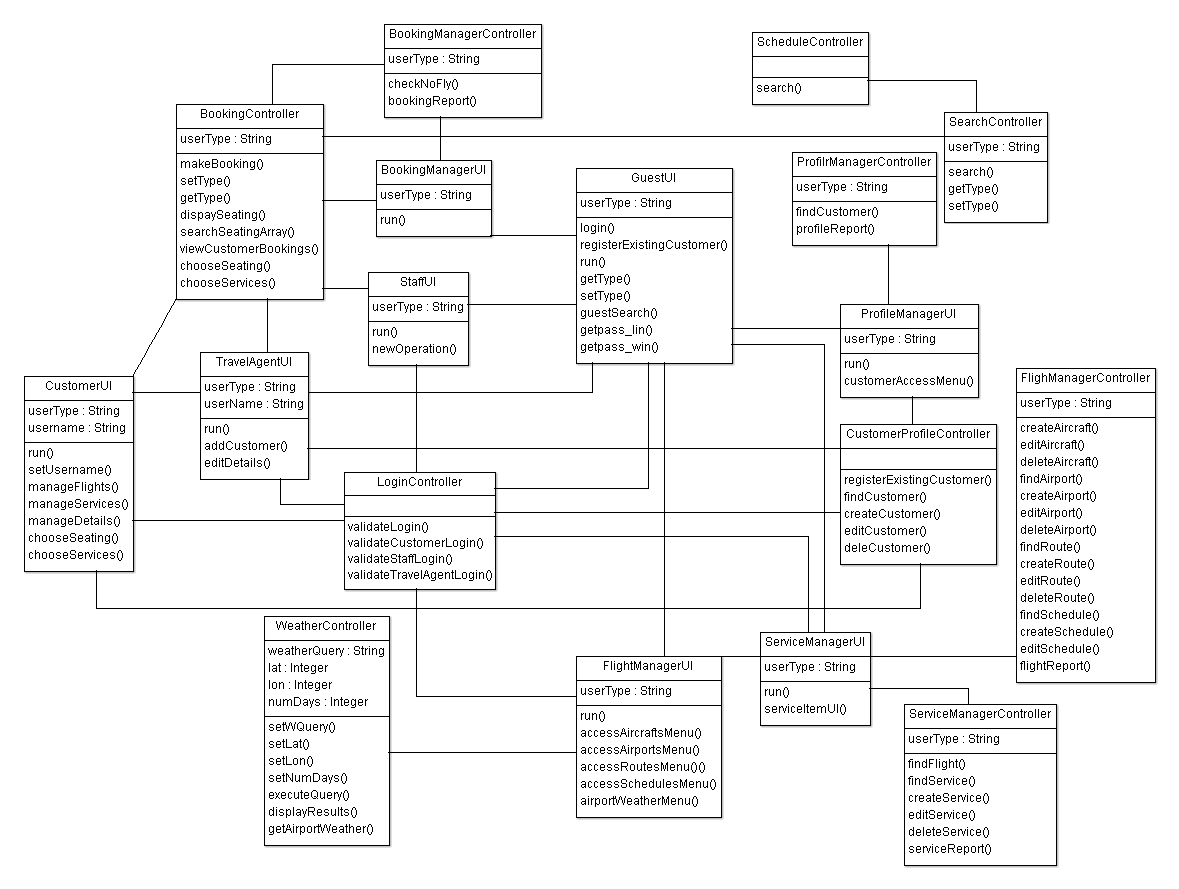 BookingManagerController
userType : String
checkNoFly()
bookingReport()
ScheduleController
search()
BookingController
userType : String
makeBooking()
setType()
getType()
dispaySeating()
searchSeatingArray()
viewCustomerBookings()
chooseSeating()
chooseServices()
SearchController
userType : String
search()
getType()
setType()
BookingManagerUI
userType : String
run()
GuestUI
userType : String
login()
registerExistingCustomer()
run()
getType()
setType()
guestSearch()
getpass_lin()
getpass_win()
ProfilrManagerController
userType : String
findCustomer()
profileReport()
StaffUI
userType : String
run()
newOperation()
ProfileManagerUI
userType : String
run()
customerAccessMenu()
TravelAgentUI
userType : String
userName : String
run()
addCustomer()
editDetails()
CustomerUI
userType : String
username : String
run()
setUsername()
manageFlights()
manageServices()
manageDetails()
chooseSeating()
chooseServices()
FlighManagerController
userType : String
createAircraft()
editAircraft()
deleteAircraft()
findAirport()
createAirport()
editAirport()
deleteAirport()
findRoute()
createRoute()
editRoute()
deleteRoute()
findSchedule()
createSchedule()
editSchedule()
flightReport()
CustomerProfileController
registerExistingCustomer()
findCustomer()
createCustomer()
editCustomer()
deleCustomer()
LoginController
validateLogin()
validateCustomerLogin()
validateStaffLogin()
validateTravelAgentLogin()
WeatherController
weatherQuery : String
lat : Integer
lon : Integer
numDays : Integer
setWQuery()
setLat()
setLon()
setNumDays()
executeQuery()
displayResults()
getAirportWeather()
FlightManagerUI
userType : String
run()
accessAircraftsMenu()
accessAirportsMenu()
accessRoutesMenu()()
accessSchedulesMenu()
airportWeatherMenu()
ServiceManagerUI
userType : String
run()
serviceItemUI()
ServiceManagerController
userType : String
findFlight()
findService()
createService()
editService()
deleteService()
serviceReport()